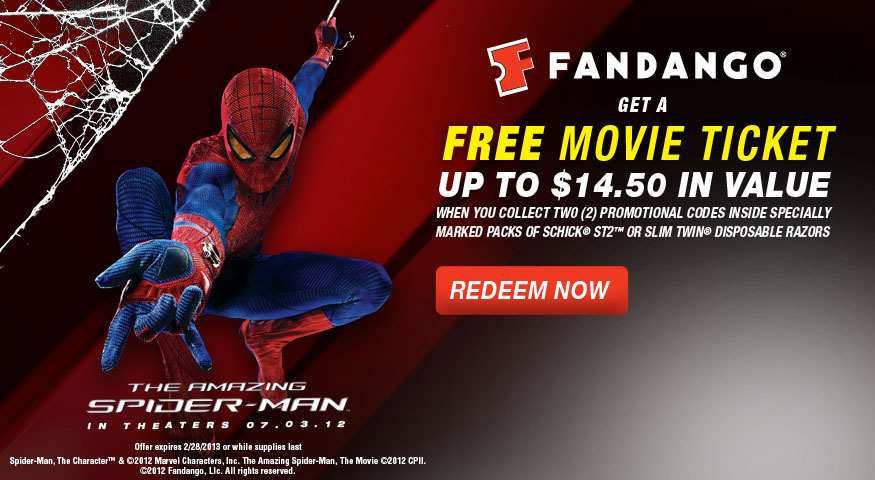 FANDANGO®
GET A
FREE MOVIE TICKET
UP TO $14.50 IN VALUE
WHEN YOU COLLECT TWO (2) PROMOTIONAL CODES INSIDE SPECIALLY
MARKED PACKS OF SCHICK® ST2™ OR SLIM TWIN® DISPOSABLE RAZORS
REDEEM NOW
THE AMAZING
SPIDER-MAN™
IN THEATERS 07.03.12
Offer expires 2/28/2013 or while supplies last
Spider-Man, The Character™ & ©2012 Marvel Characters, Inc. The Amazing Spider-Man, The Movie ©2012 CPII.
©2012 Fandango, Llc. All rights reserved.